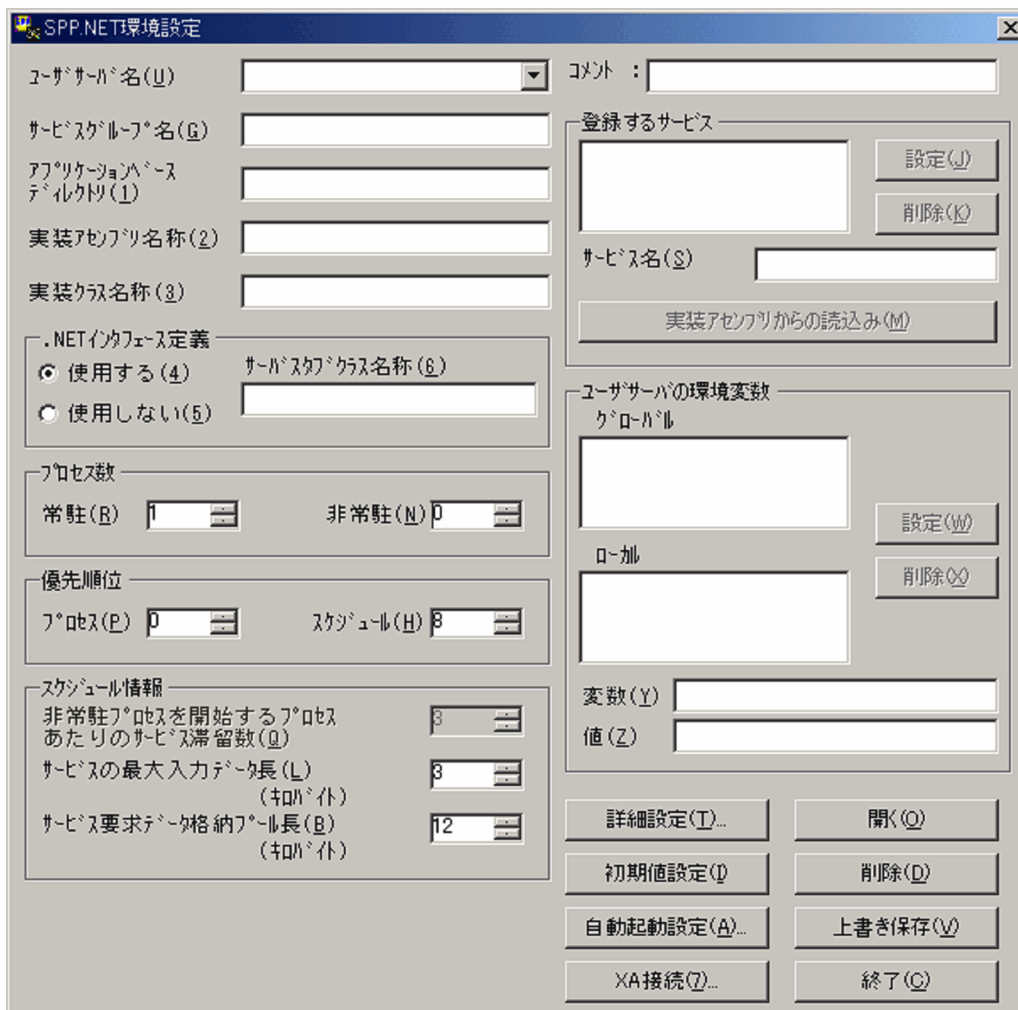 SPP.NET環境設定
ﾕｰｻﾞｻｰﾊﾞ名(U)
ｻｰﾋﾞｽｸﾞﾙｰﾌﾟ名(G)
ｱﾌﾟﾘｹｰｼｮﾝﾍﾞｰｽ
ﾃﾞｨﾚｸﾄﾘ(1)
実装ｱｾﾝﾌﾞﾘ名称(2)
実装ｸﾗｽ名称(3)
.NETｲﾝﾀﾌｪｰｽ定義
使用する(4)
使用しない(5)
ｻｰﾊﾞｽﾀﾌﾞｸﾗｽ名称(6)
ﾌﾟﾛｾｽ数
常駐(R) 1
非常駐(N) 0
優先順位
ﾌﾟﾛｾｽ(P) 0
ｽｹｼﾞｭｰﾙ(H) 8
ｽｹｼﾞｭｰﾙ情報
非常駐ﾌﾟﾛｾｽを開始するﾌﾟﾛｾｽ
あたりのｻｰﾋﾞｽ滞留数(Q) 3
ｻｰﾋﾞｽの最大入力ﾃﾞｰﾀ長(L) 3
(ｷﾛﾊﾞｲﾄ)
ｻｰﾋﾞｽ要求ﾃﾞｰﾀ格納ﾌﾟｰﾙ長(B) 12
(ｷﾛﾊﾞｲﾄ)
ｺﾒﾝﾄ :
登録するｻｰﾋﾞｽ
設定(J)
削除(K)
ｻｰﾋﾞｽ名(S)
実装ｱｾﾝﾌﾞﾘからの読込み(M)
ﾕｰｻﾞｻｰﾊﾞの環境変数
ｸﾞﾛｰﾊﾞﾙ
設定(W)
ﾛｰｶﾙ
削除(X)
変数(Y)
値(Z)
詳細設定(T)...
開く(O)
初期値設定(I)
削除(D)
自動起動設定(A)...
上書き保存(V)
XA接続(7)...
終了(C)